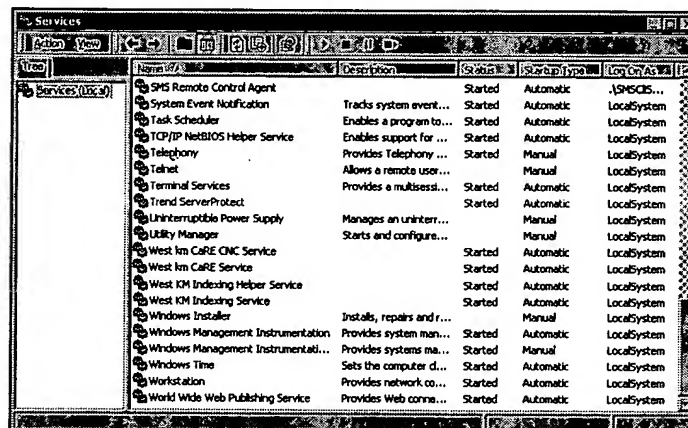 Services
Action View
Tree
Name Description Status Startup Type Log On As
Services (Local)
SMS Remote Control Agent Started Automatic .\SMSCliS...
System Event Notification Tracks system event... Started Automatic LocalSystem
Task Scheduler Enables a program to... Started Automatic LocalSystem
TCP/IP NetBIOS Helper Service Enables support for ... Started Automatic LocalSystem
Telephony Provides Telephony ... Started Manual LocalSystem
Telnet Allows a remote user... Manual LocalSystem
Terminal Services Provides a multisessi... Started Automatic LocalSystem
Trend ServerProtect Started Automatic LocalSystem
Uninterruptible Power Supply Manages an uninterr... Manual LocalSystem
Utility Manager Starts and configure... Manual LocalSystem
West km CaRE CNC Service Started Automatic LocalSystem
West km CaRE Service Started Automatic LocalSystem
West KM Indexing Helper Service Started Automatic LocalSystem
West KM Indexing Service Started Automatic LocalSystem
Windows Installer Installs, repairs and r... Manual LocalSystem
Windows Management Instrumentation Provides system man... Started Automatic LocalSystem
Windows Management Instrumentati... Provides systems ma... Started Manual LocalSystem
Windows Time Sets the computer cl... Started Automatic LocalSystem
Workstation Provides network co... Started Automatic LocalSystem
World Wide Web Publishing Service Provides Web conne... Started Automatic LocalSystem